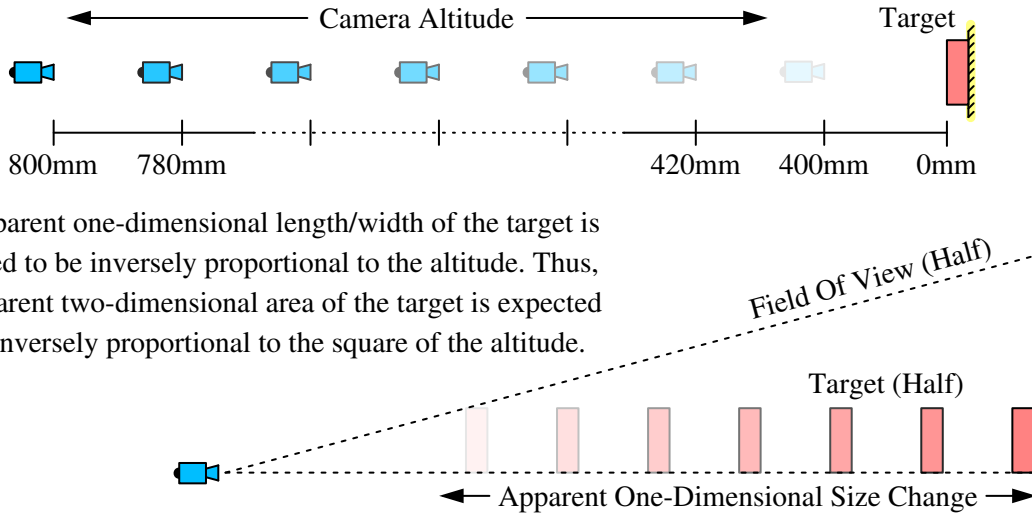 Camera Altitude
Target
800mm 780mm 420mm 400mm 0mm
parent one-dimensional length/width of the target is
ed to be inversely proportional to the altitude. Thus,
arent two-dimensional area of the target is expected
inversely proportional to the square of the altitude.
Field Of View (Half)
Target (Half)
Apparent One-Dimensional Size Change